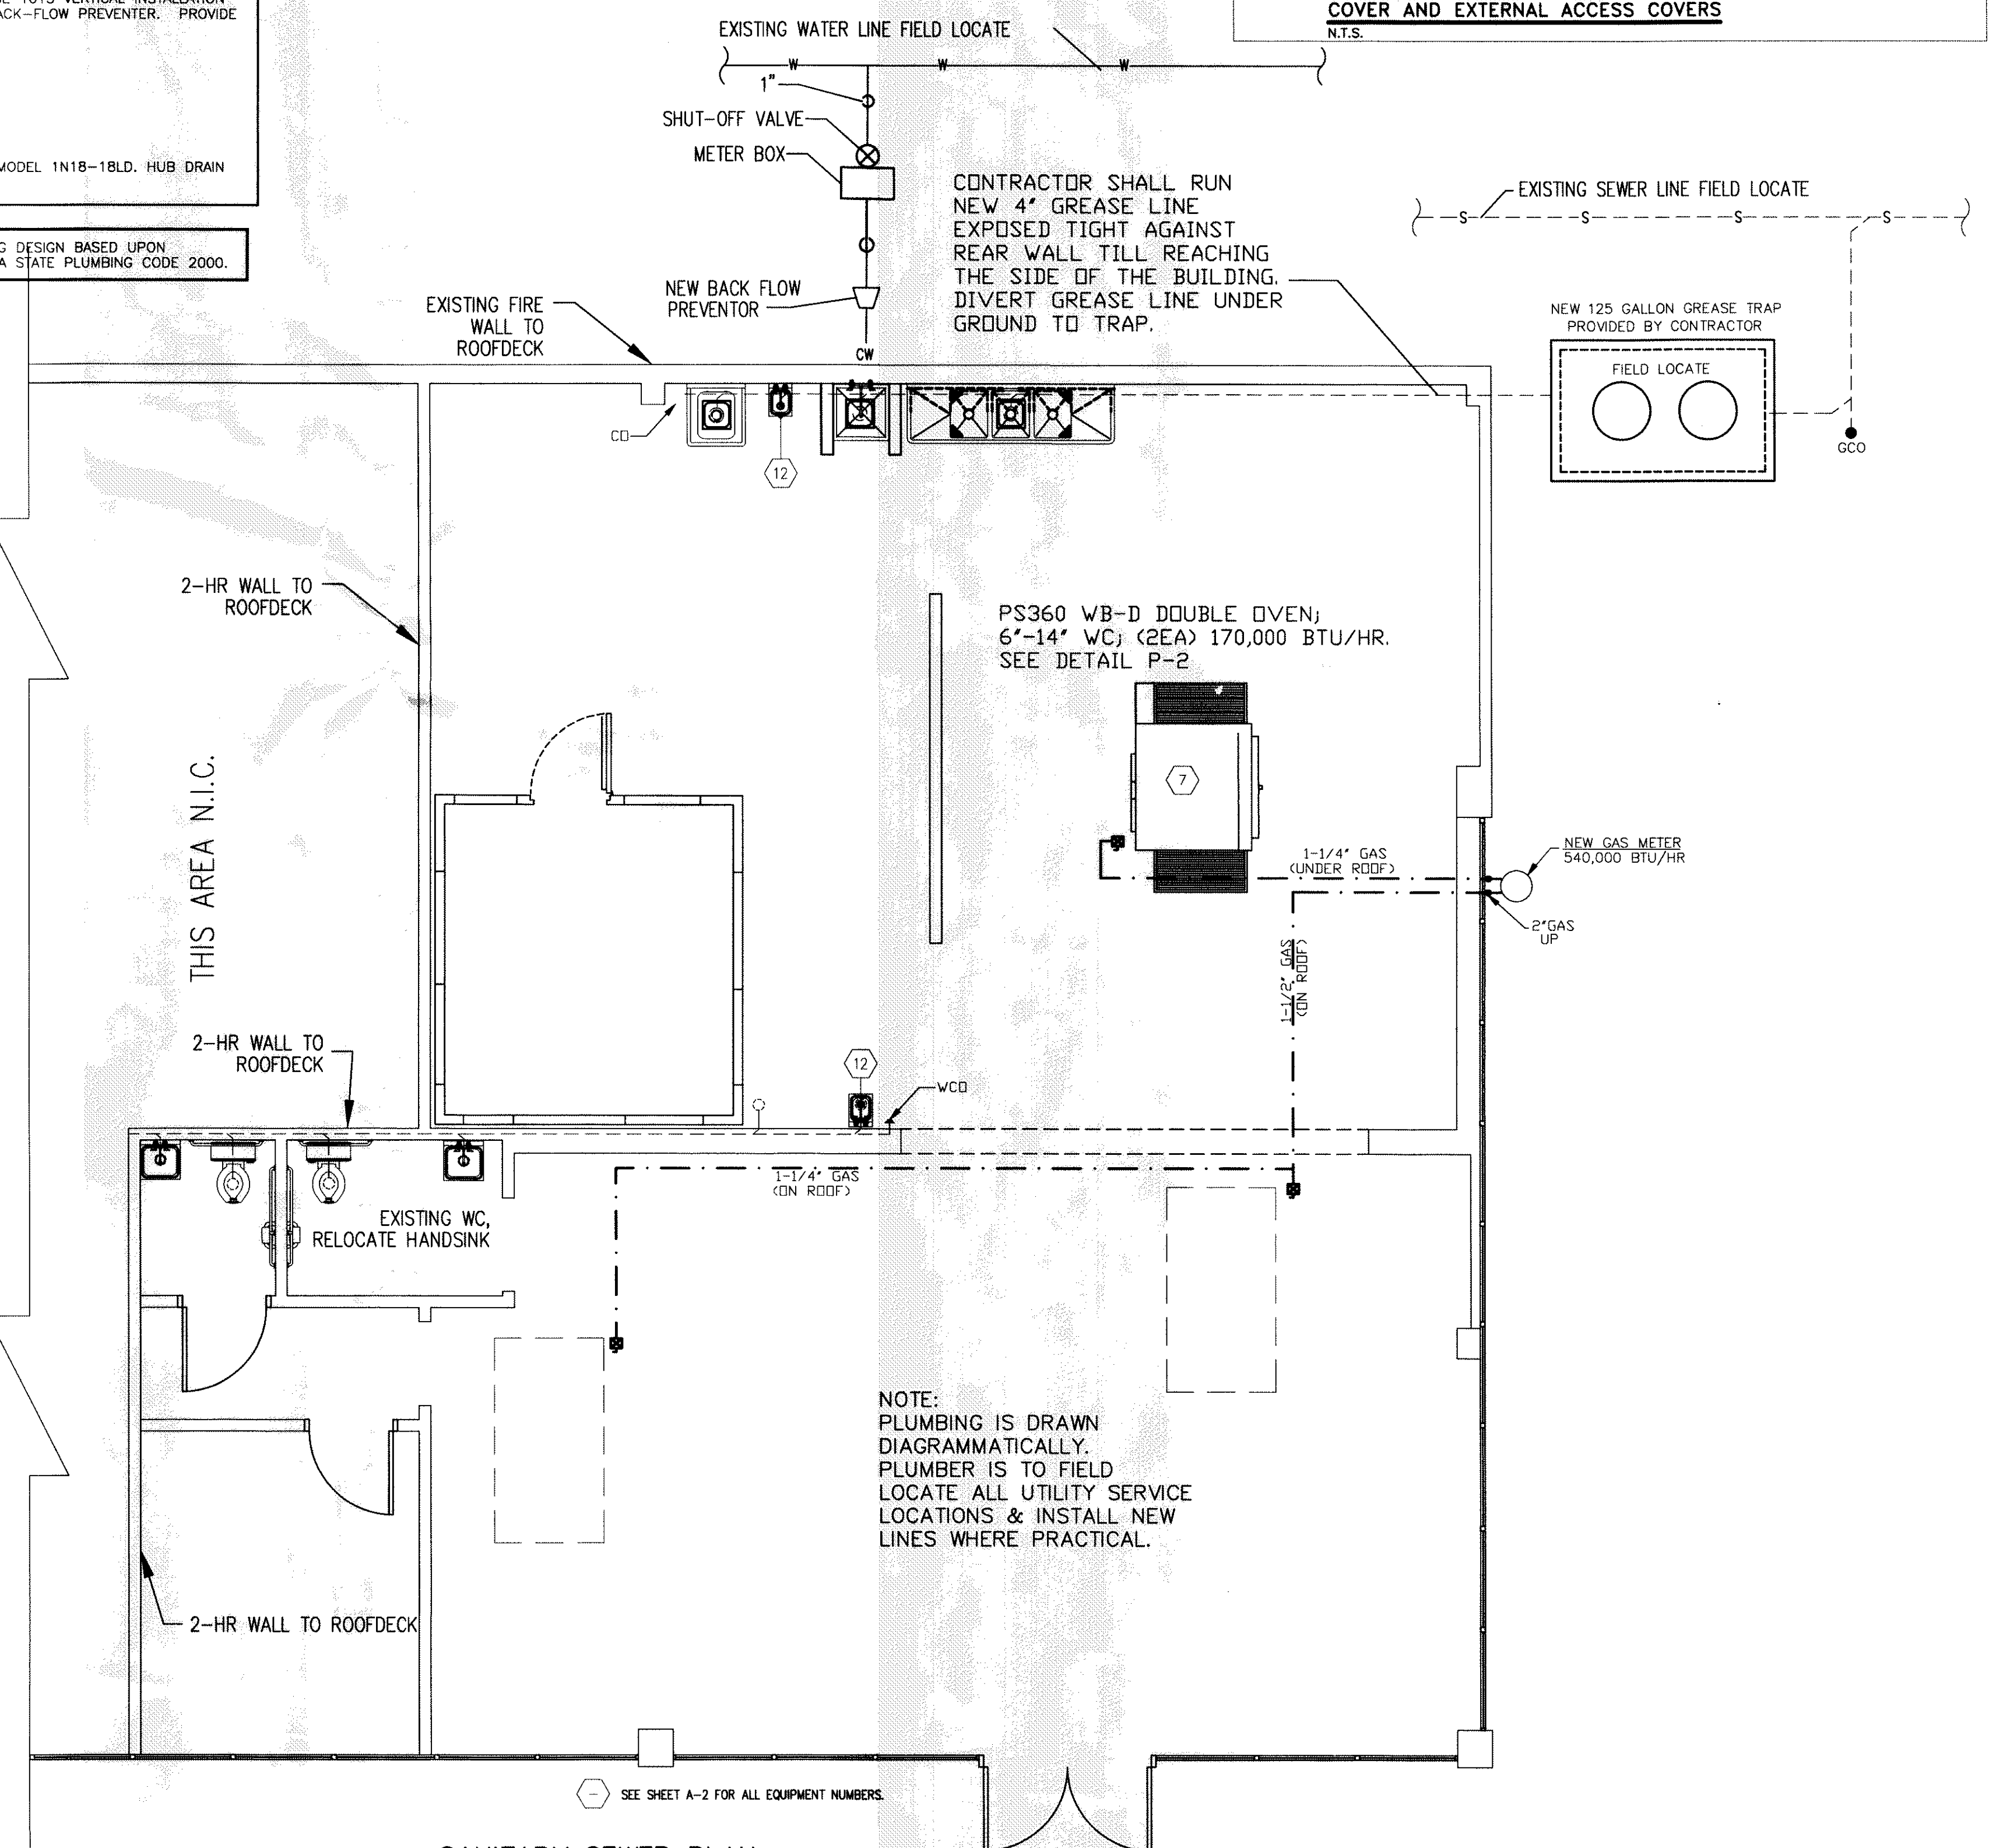 ACK-FLOW PREVENTER. PROVIDE
MODEL 1N18-18LD. HUB DRAIN
G DESIGN BASED UPON
A STATE PLUMBING CODE 2000.
COVER AND EXTERNAL ACCESS COVERS
N.T.S.
EXISTING WATER LINE FIELD LOCATE
W W W
1"
SHUT-OFF VALVE
METER BOX
NEW BACK FLOW
PREVENTOR
CW
CONTRACTOR SHALL RUN
NEW 4" GREASE LINE
EXPOSED TIGHT AGAINST
REAR WALL TILL REACHING
THE SIDE OF THE BUILDING.
DIVERT GREASE LINE UNDER
GROUND TO TRAP.
EXISTING SEWER LINE FIELD LOCATE
S S S S
NEW 125 GALLON GREASE TRAP
PROVIDED BY CONTRACTOR
FIELD LOCATE
GCO
EXISTING FIRE
WALL TO
ROOFDECK
CO
12
2-HR WALL TO
ROOFDECK
PS360 WB-D DOUBLE OVEN;
6"-14" WC; (2EA) 170,000 BTU/HR.
SEE DETAIL P-2
7
THIS AREA N.I.C.
1-1/4" GAS
(UNDER ROOF)
NEW GAS METER
540,000 BTU/HR
2"GAS
UP
1-1/2" GAS
(ON ROOF)
2-HR WALL TO
ROOFDECK
12
WCO
1-1/4" GAS
(ON ROOF)
EXISTING WC,
RELOCATE HANDSINK
NOTE:
PLUMBING IS DRAWN
DIAGRAMMATICALLY.
PLUMBER IS TO FIELD
LOCATE ALL UTILITY SERVICE
LOCATIONS & INSTALL NEW
LINES WHERE PRACTICAL.
2-HR WALL TO ROOFDECK
- SEE SHEET A-2 FOR ALL EQUIPMENT NUMBERS.